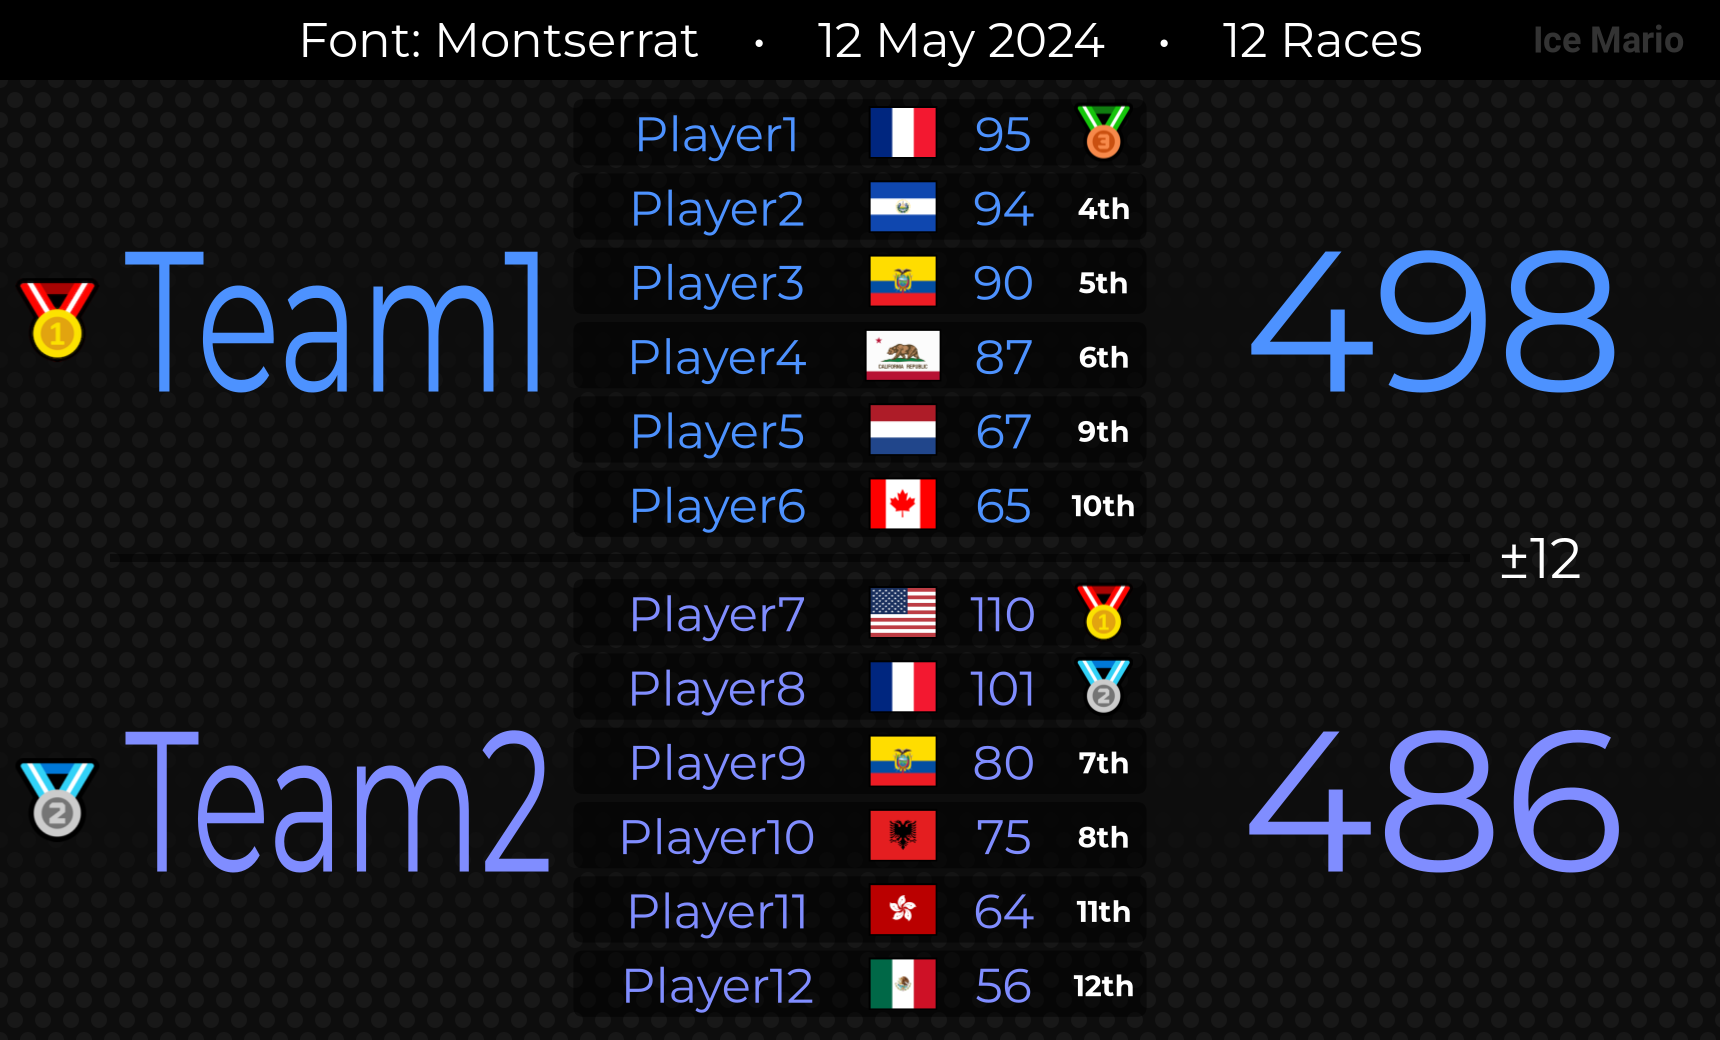 Font: Montserrat • 12 May 2024 • 12 Races Ice Mario
Player1 95 3
Player2 94 4th
Player3 90 5th
1 Team1 498
Player4 CALIFORNIA REPUBLIC 87 6th
Player5 67 9th
Player6 65 10th
±12
Player7 110 1
Player8 101 2
Player9 80 7th
2 Team2 486
Player10 75 8th
Player11 64 11th
Player12 56 12th